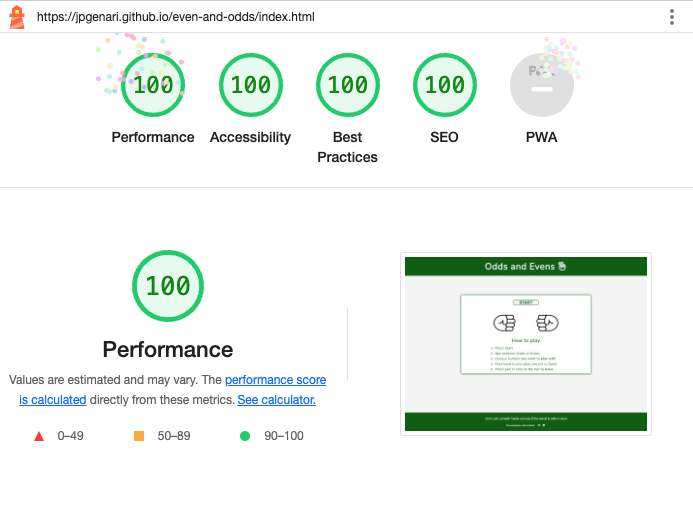 https://jpgenari.github.io/even-and-odds/index.html
100
100
100
100
Performance
Accessibility
Best
Practices
SEO
PWA
100
Performance
Values are estimated and may vary. The performance score
is calculated directly from these metrics. See calculator.
0–49
50–89
90–100
Odds and Evens
START
How to play